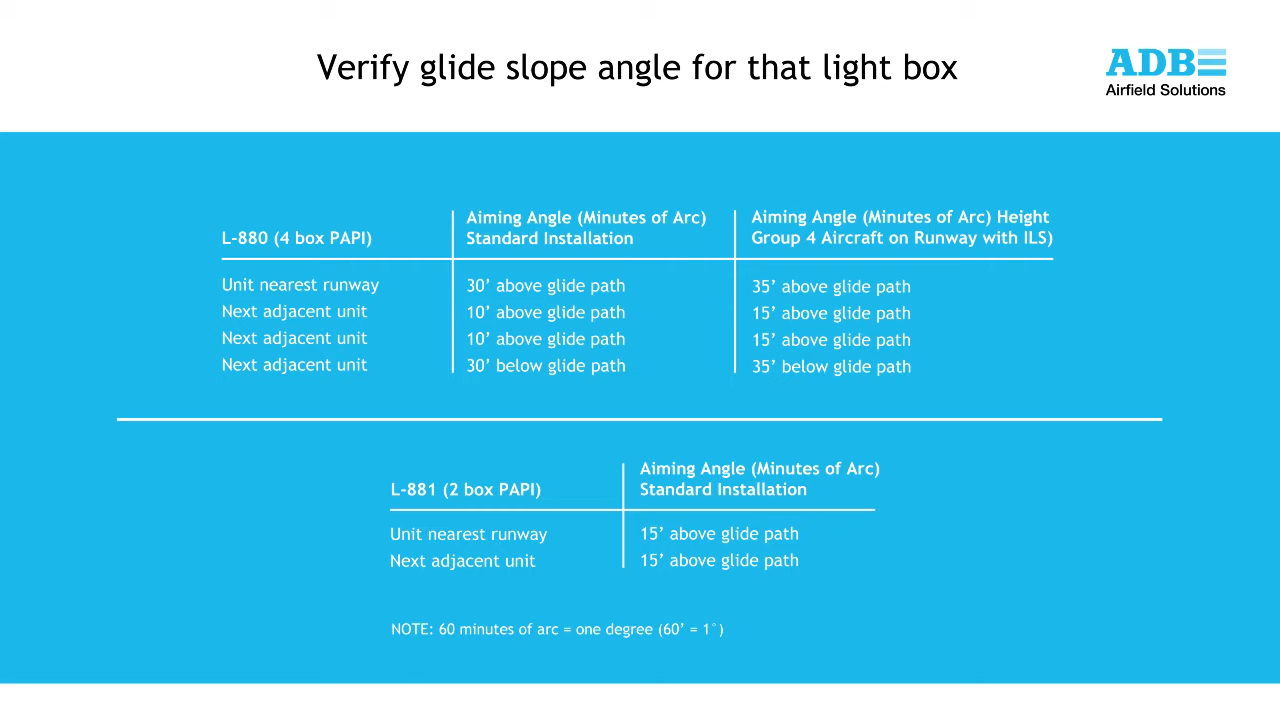 Verify glide slope angle for that light box
ADB
Airfield Solutions
L-880 (4 box PAPI)
Aiming Angle (Minutes of Arc)
Standard Installation
Aiming Angle (Minutes of Arc) Height
Group 4 Aircraft on Runway with ILS)
Unit nearest runway 30’ above glide path 35’ above glide path
Next adjacent unit 10’ above glide path 15’ above glide path
Next adjacent unit 10’ above glide path 15’ above glide path
Next adjacent unit 30’ below glide path 35’ below glide path
L-881 (2 box PAPI)
Aiming Angle (Minutes of Arc)
Standard Installation
Unit nearest runway 15’ above glide path
Next adjacent unit 15’ above glide path
NOTE: 60 minutes of arc = one degree (60’ = 1°)